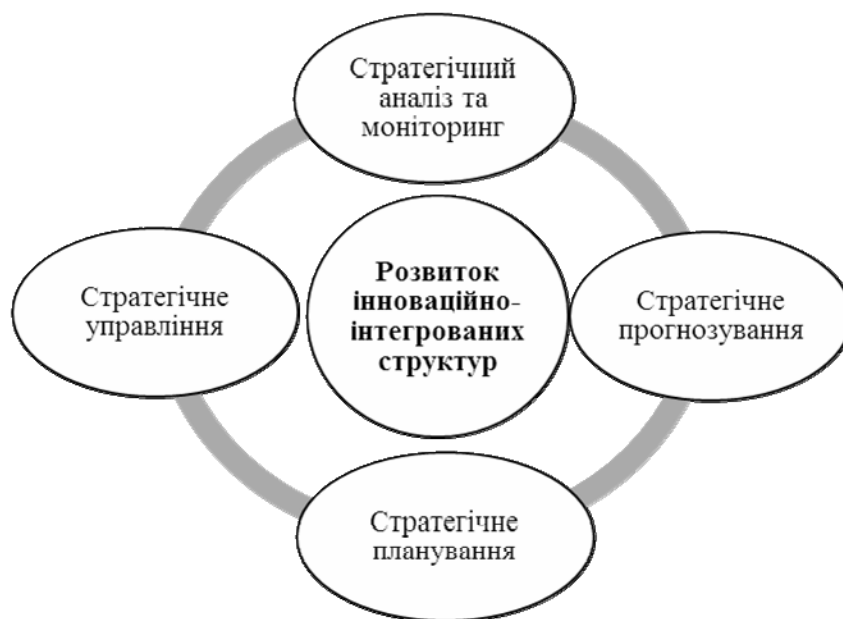 Стратегічний
аналіз та
моніторинг
Стратегічне
управління
Розвиток
інноваційно-
інтегрованих
структур
Стратегічне
прогнозування
Стратегічне
планування